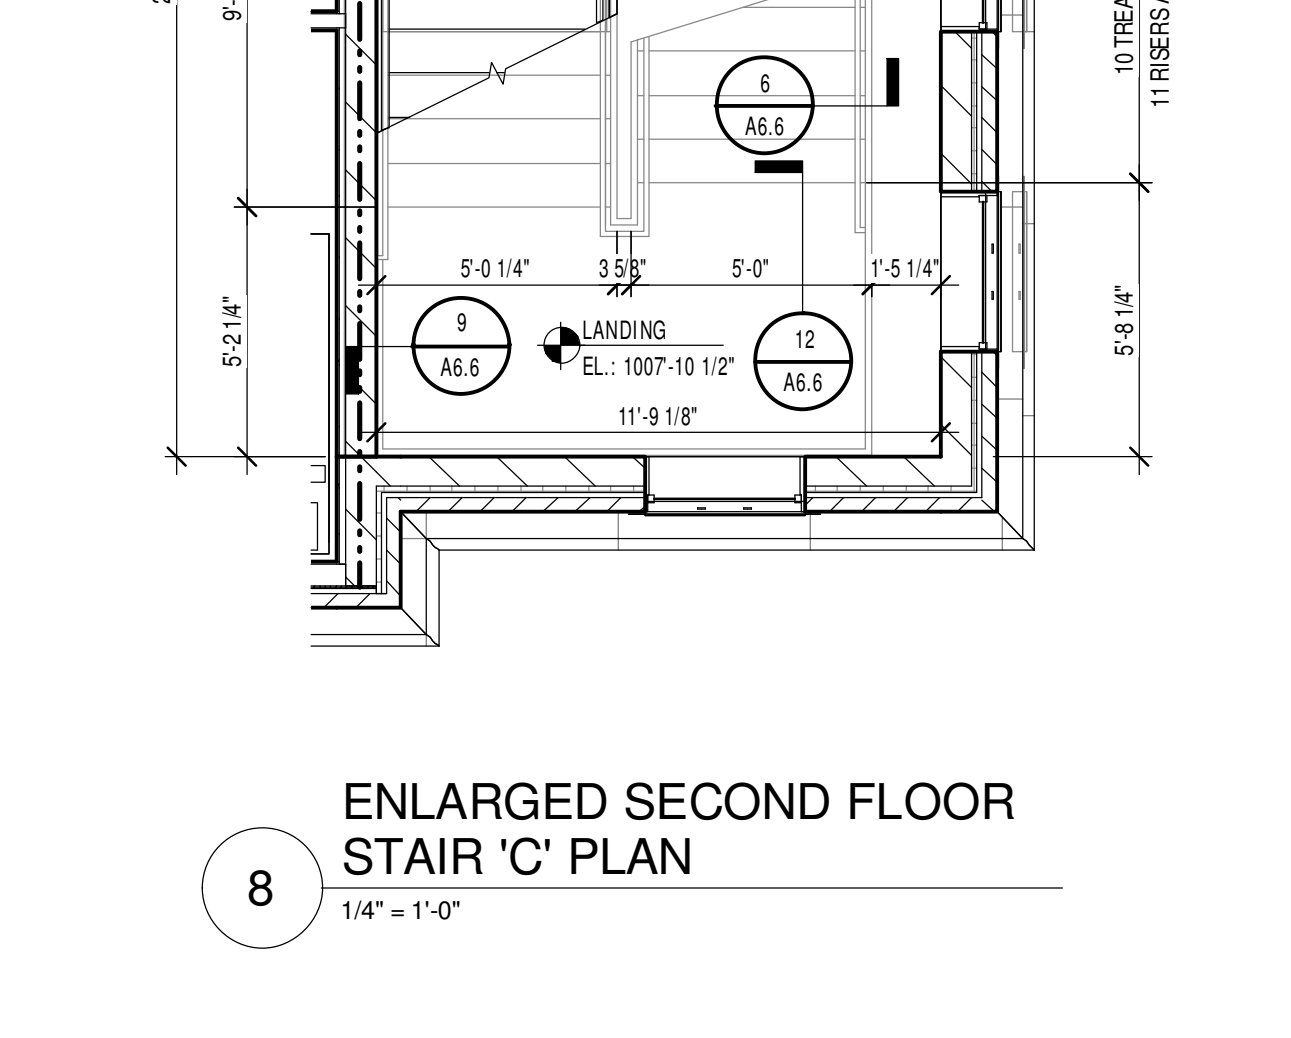 9'-
10 TREA
11 RISERS
6
A6.6
5'-0 1/4"
3 5/8"
5'-0"
1'-5 1/4"
5'-2 1/4"
5'-8 1/4"
9
A6.6
LANDING
EL.: 1007'-10 1/2"
12
A6.6
11'-9 1/8"
ENLARGED SECOND FLOOR
STAIR 'C' PLAN
8
1/4" = 1'-0"